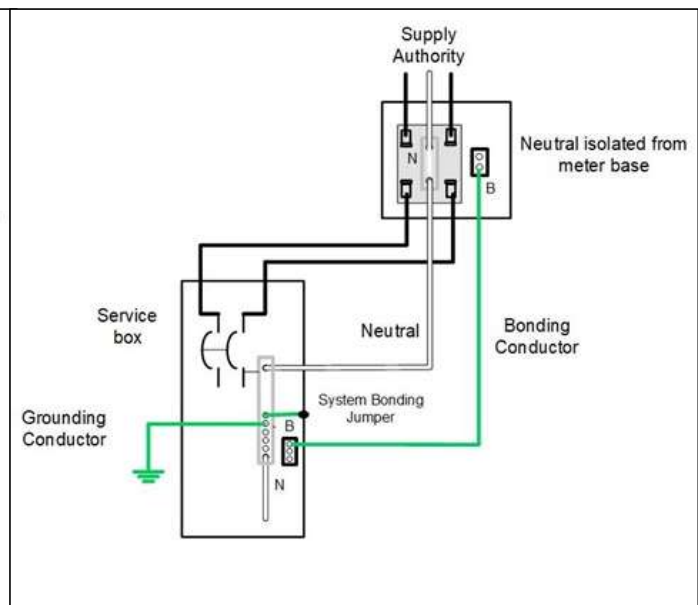 Supply
Authority
Neutral isolated from
meter base
N
B
Service
box
Neutral
Bonding
Conductor
System Bonding
Jumper
Grounding
Conductor
B
N